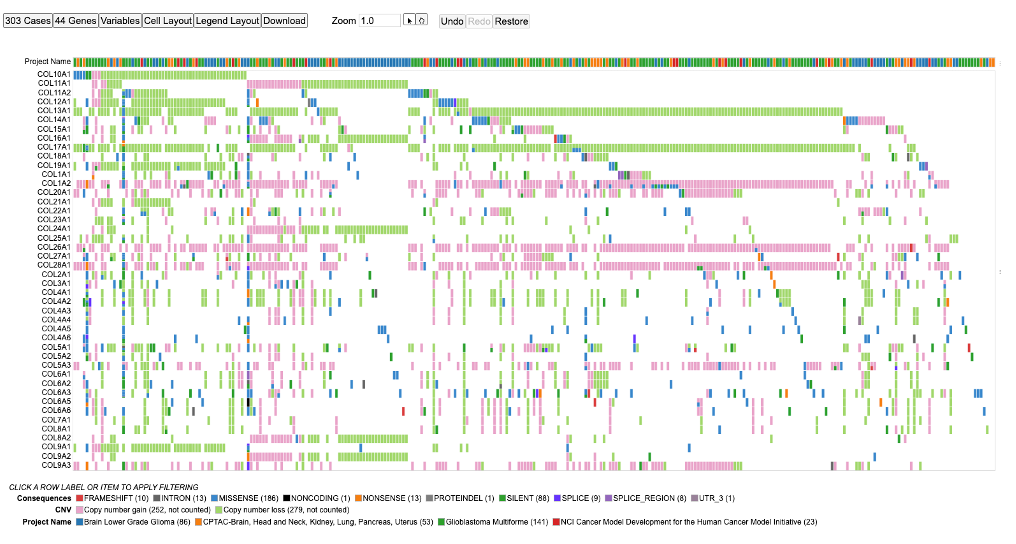 303 Cases 44 Genes Variables Cell Layout Legend Layout Download Zoom 1.0 Undo Redo Restore
Project Name
COL10A1
COL11A1
COL11A2
COL12A1
COL13A1
COL14A1
COL15A1
COL16A1
COL17A1
COL18A1
COL19A1
COL1A1
COL1A2
COL20A1
COL21A1
COL22A1
COL23A1
COL24A1
COL25A1
COL26A1
COL27A1
COL28A1
COL2A1
COL3A1
COL4A1
COL4A2
COL4A3
COL4A4
COL4A5
COL4A6
COL5A1
COL5A2
COL5A3
COL6A1
COL6A2
COL6A3
COL6A5
COL6A6
COL7A1
COL8A1
COL8A2
COL9A1
COL9A2
COL9A3
CLICK A ROW LABEL OR ITEM TO APPLY FILTERING
Consequences FRAMESHIFT (10) INTRON (13) MISSENSE (186) NONCODING (1) NONSENSE (13) PROTEINDEL (1) SILENT (88) SPLICE (9) SPLICE_REGION (8) UTR_3 (1)
CNV Copy number gain (252, not counted) Copy number loss (279, not counted)
Project Name Brain Lower Grade Glioma (86) CPTAC-Brain, Head and Neck, Kidney, Lung, Pancreas, Uterus (53) Glioblastoma Multiforme (141) NCI Cancer Model Development for the Human Cancer Model Initiative (23)